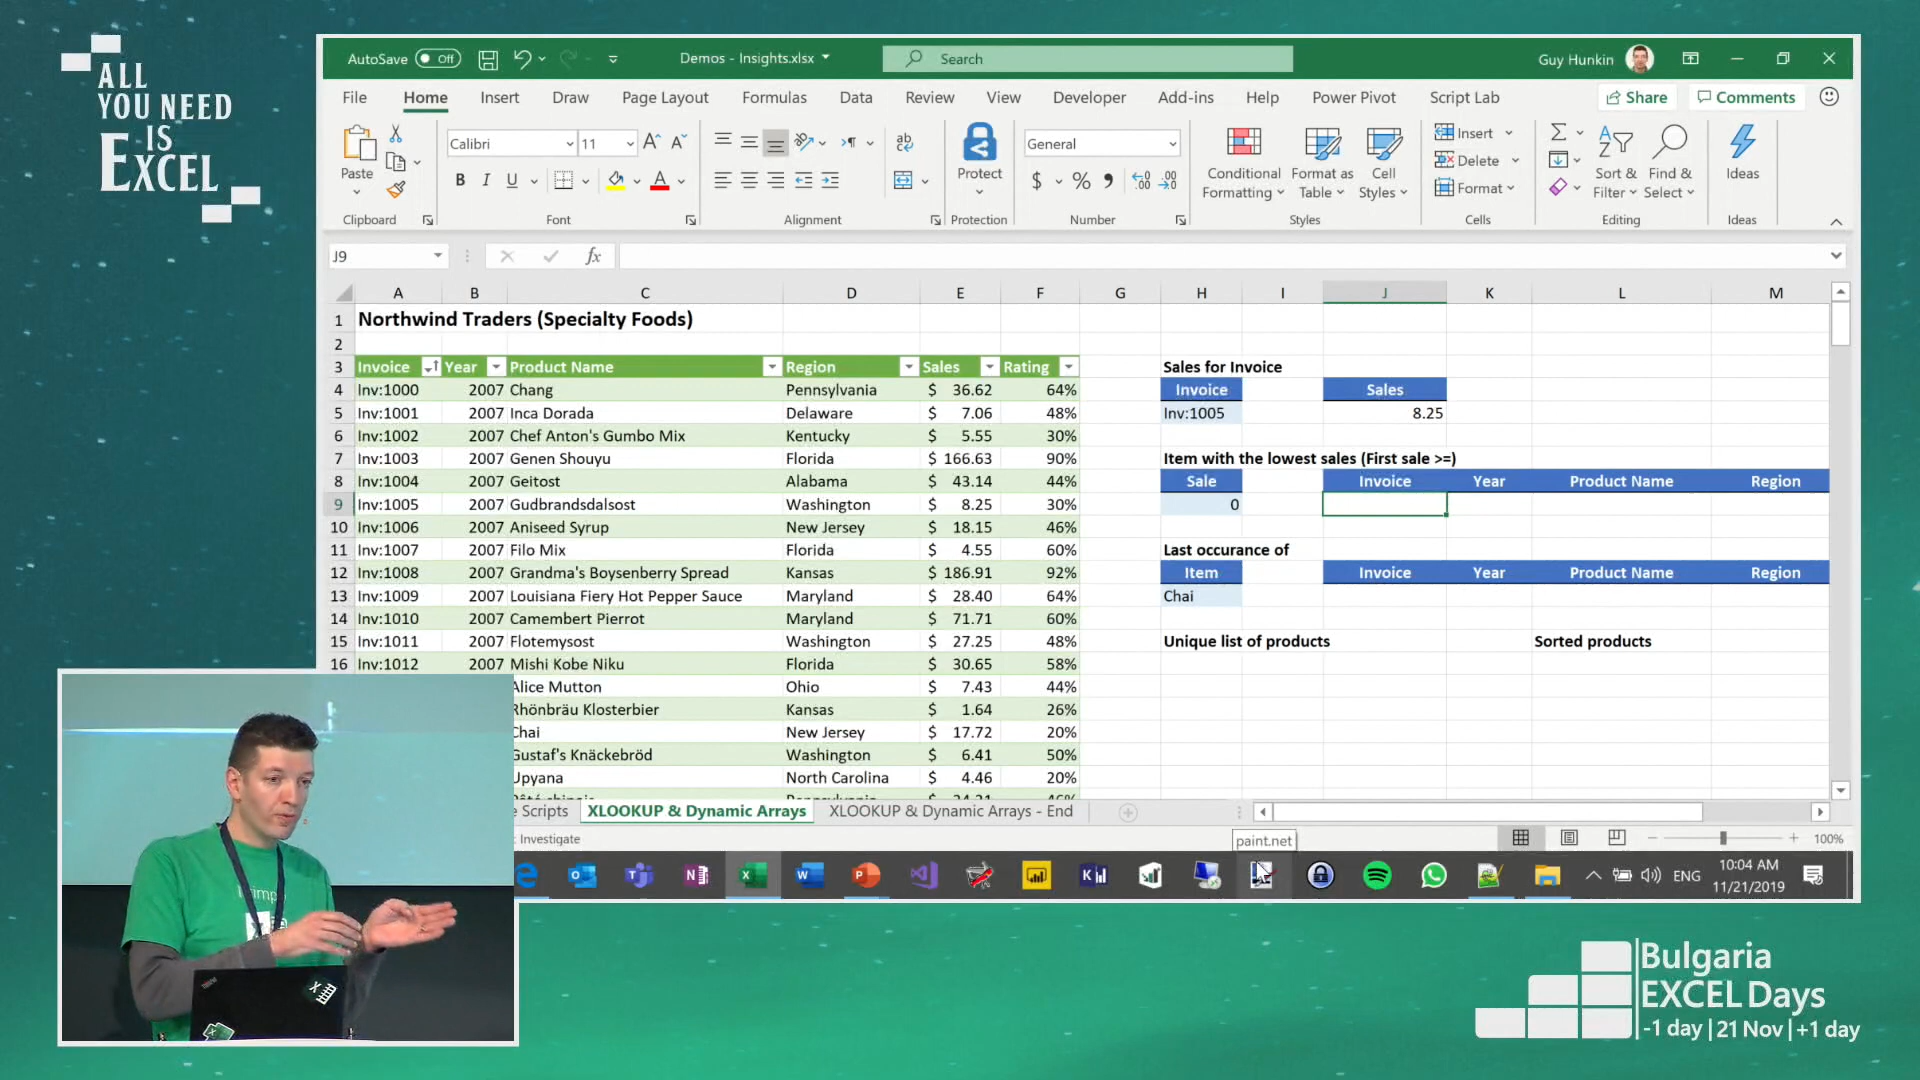 ALL
YOU NEED
IS
EXCEL
AutoSave Off
Demos - Insights.xlsx
Search
Guy Hunkin
File Home Insert Draw Page Layout Formulas Data Review View Developer Add-ins Help Power Pivot Script Lab Share Comments
Paste
Calibri 11
B I U
Protect
General
$ % ,
Conditional Formatting
Format as Table
Cell Styles
Insert
Delete
Format
Sort & Filter
Find & Select
Ideas
Clipboard Font Alignment Protection Number Styles Cells Editing Ideas
J9 fx
A B C D E F G H I J K L M
1 Northwind Traders (Specialty Foods)
2
3 Invoice Year Product Name Region Sales Rating Sales for Invoice
4 Inv:1000 2007 Chang Pennsylvania $ 36.62 64% Invoice Sales
5 Inv:1001 2007 Inca Dorada Delaware $ 7.06 48% Inv:1005 8.25
6 Inv:1002 2007 Chef Anton's Gumbo Mix Kentucky $ 5.55 30%
7 Inv:1003 2007 Genen Shouyu Florida $ 166.63 90% Item with the lowest sales (First sale >=)
8 Inv:1004 2007 Geitost Alabama $ 43.14 44% Sale Invoice Year Product Name Region
9 Inv:1005 2007 Gudbrandsdalsost Washington $ 8.25 30% 0
10 Inv:1006 2007 Aniseed Syrup New Jersey $ 18.15 46%
11 Inv:1007 2007 Filo Mix Florida $ 4.55 60% Last occurance of
12 Inv:1008 2007 Grandma's Boysenberry Spread Kansas $ 186.91 92% Item Invoice Year Product Name Region
13 Inv:1009 2007 Louisiana Fiery Hot Pepper Sauce Maryland $ 28.40 64% Chai
14 Inv:1010 2007 Camembert Pierrot Maryland $ 71.71 60%
15 Inv:1011 2007 Flotemysost Washington $ 27.25 48% Unique list of products Sorted products
16 Inv:1012 2007 Mishi Kobe Niku Florida $ 30.65 58%
Alice Mutton Ohio $ 7.43 44%
Rhönbräu Klosterbier Kansas $ 1.64 26%
Chai New Jersey $ 17.72 20%
Gustaf's Knäckebröd Washington $ 6.41 50%
Upyana North Carolina $ 4.46 20%
e Scripts XLOOKUP & Dynamic Arrays XLOOKUP & Dynamic Arrays - End
: Investigate
paint.net
100%
ENG
10:04 AM
11/21/2019
Bulgaria
EXCEL Days
-1 day | 21 Nov | +1 day